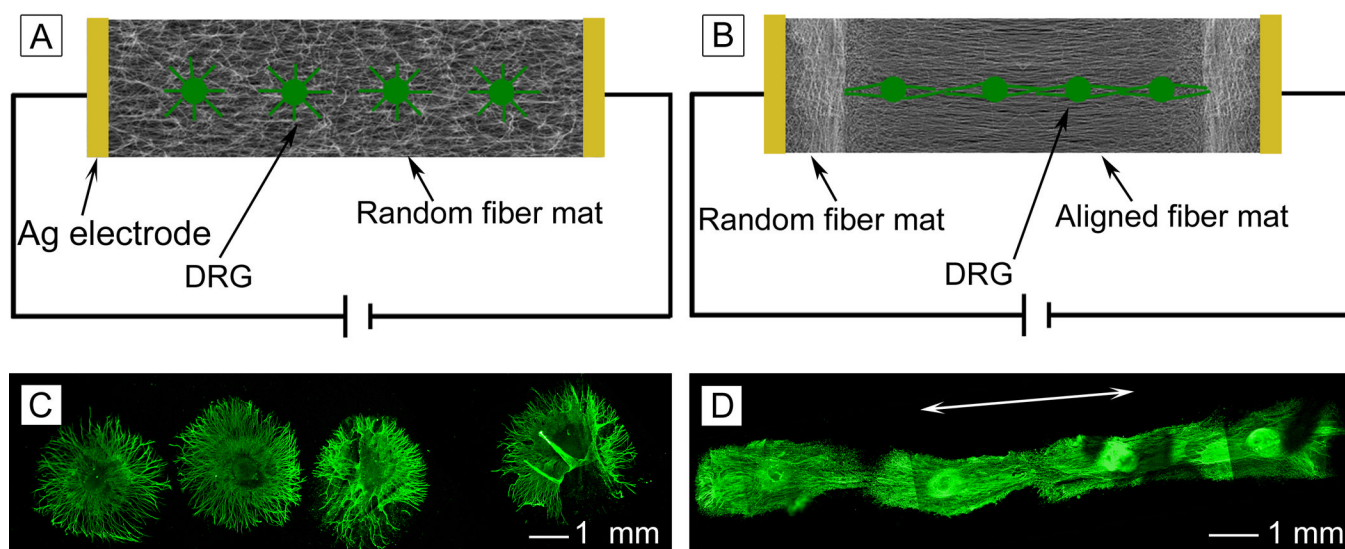 A
Ag electrode
DRG
Random fiber mat
B
Random fiber mat
DRG
Aligned fiber mat
C
1 mm
D
1 mm